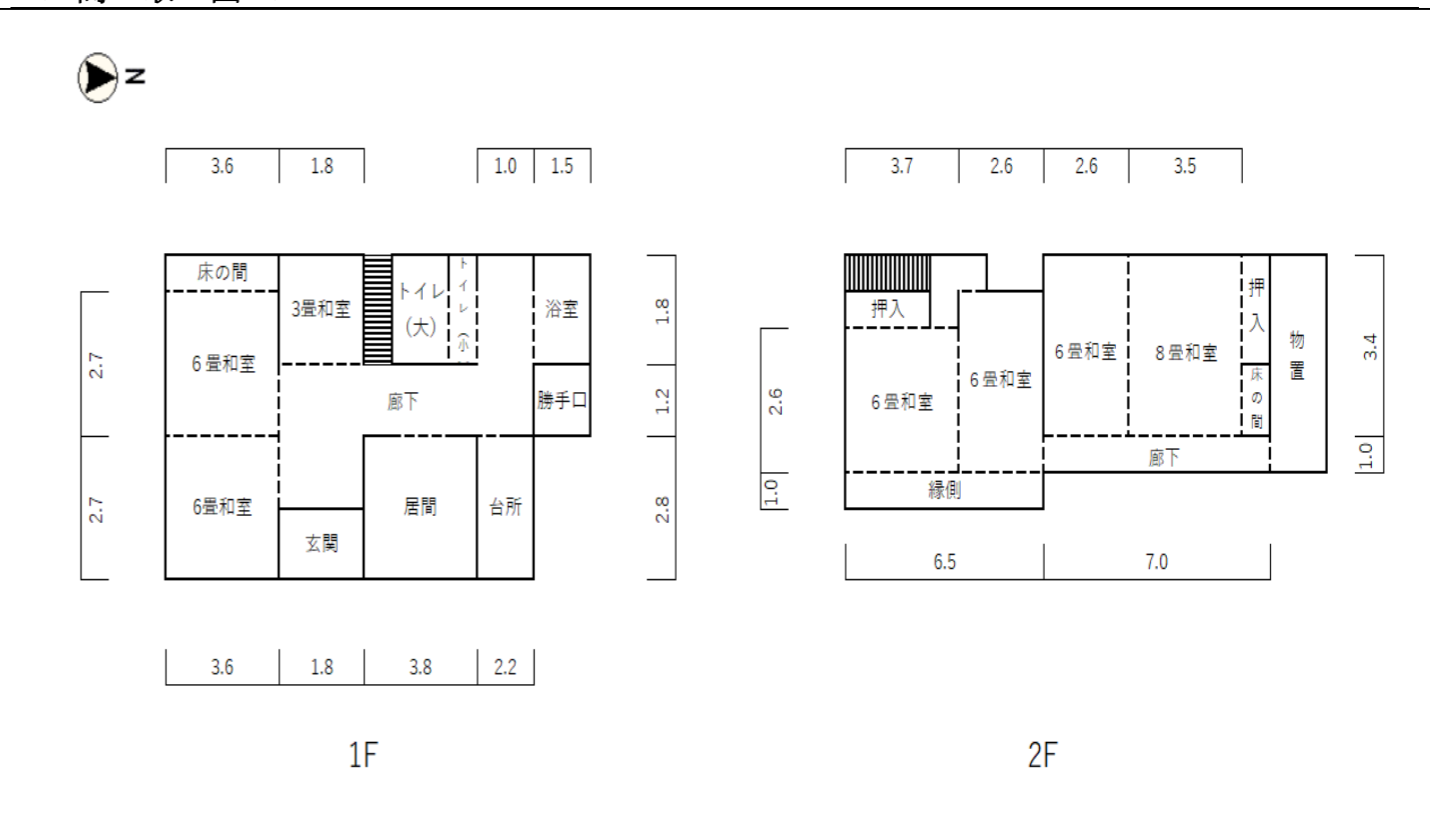 N
3.6 1.8 1.0 1.5
床の間
3畳和室
トイレ
(大)
トイレ(小
浴室
6畳和室
廊下
勝手口
6畳和室
玄関
居間
台所
2.7
2.7
1.8
1.2
2.8
3.6 1.8 3.8 2.2
1F
3.7 2.6 2.6 3.5
押入
押入
物置
6畳和室
6畳和室
6畳和室
8畳和室
床の間
廊下
縁側
2.6
1.0
3.4
1.0
6.5 7.0
2F